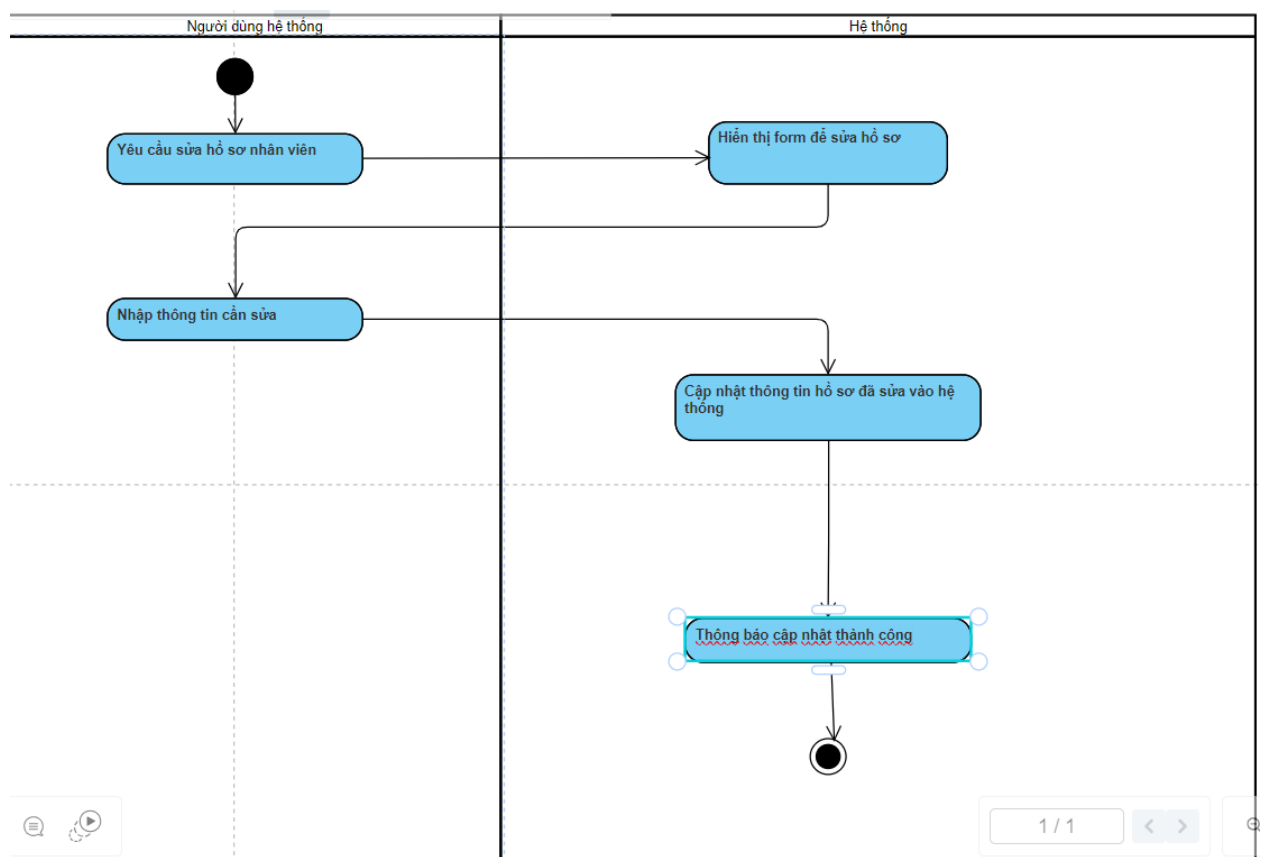 Người dùng hệ thống
Hệ thống
Yêu cầu sửa hồ sơ nhân viên
Hiển thị form để sửa hồ sơ
Nhập thông tin cần sửa
Cập nhật thông tin hồ sơ đã sửa vào hệ
thống
Thông báo cập nhật thành công
1 / 1